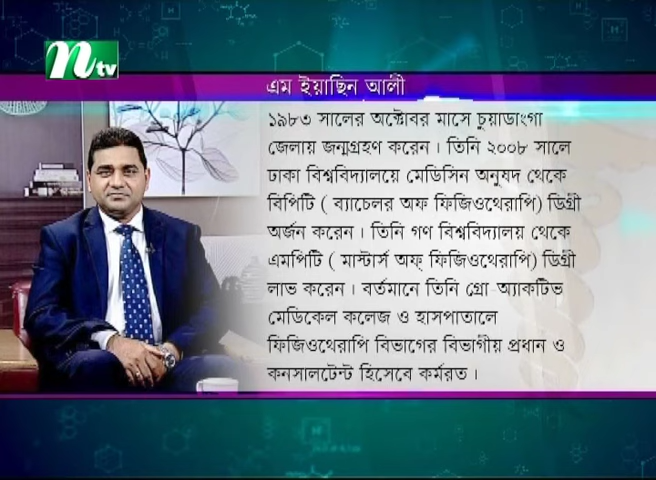 ntv
এম ইয়াছিন আলী
১৯৮৩ সালের অক্টোবর মাসে চুয়াডাংগা
জেলায় জন্মগ্রহণ করেন। তিনি ২০০৮ সালে
ঢাকা বিশ্ববিদ্যালয়ে মেডিসিন অনুষদ থেকে
বিপিটি ( ব্যাচেলর অফ ফিজিওথেরাপি) ডিগ্রী
অর্জন করেন। তিনি গণ বিশ্ববিদ্যালয় থেকে
এমপিটি ( মাস্টার্স অফ্ ফিজিওথেরাপি) ডিগ্রী
লাভ করেন। বর্তমানে তিনি প্রো-অ্যাকটিভ
মেডিকেল কলেজ ও হাসপাতালে
ফিজিওথেরাপি বিভাগের বিভাগীয় প্রধান ও
কনসালটেন্ট হিসেবে কর্মরত।